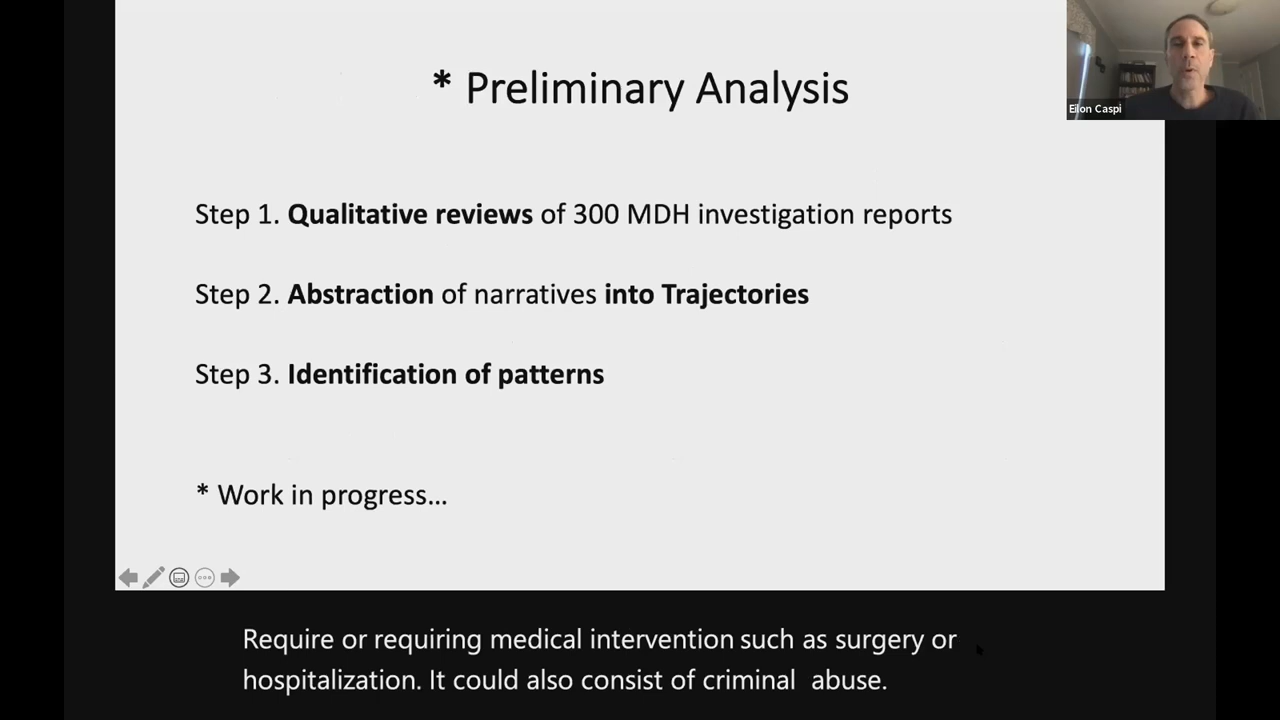 * Preliminary Analysis
Eilon Caspi
Step 1. Qualitative reviews of 300 MDH investigation reports
Step 2. Abstraction of narratives into Trajectories
Step 3. Identification of patterns
* Work in progress...
Require or requiring medical intervention such as surgery or
hospitalization. It could also consist of criminal  abuse.